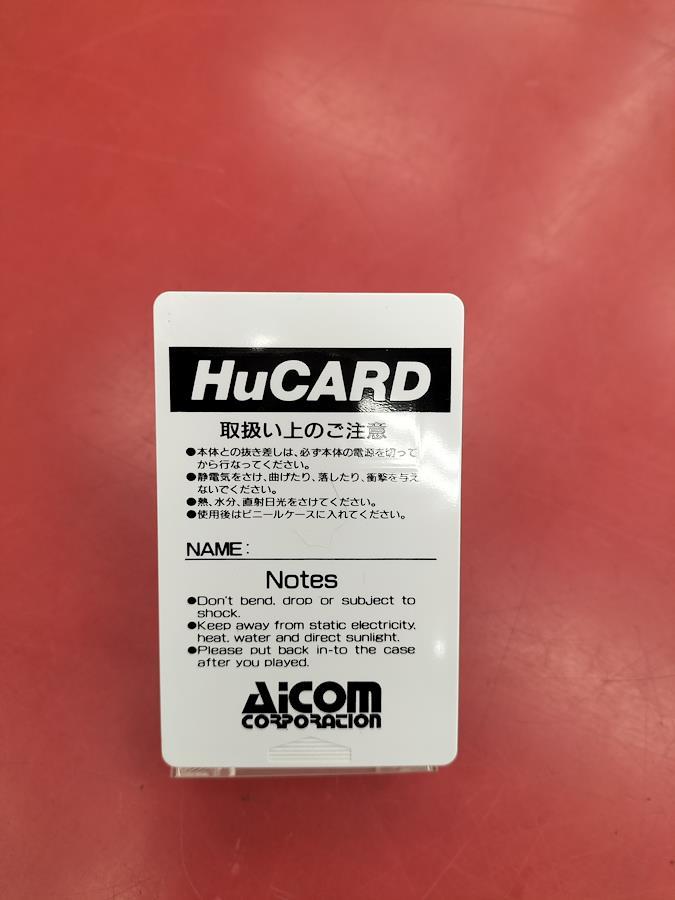 HuCARD
取扱い上のご注意
●本体との抜き差しは、必ず本体の電源を切って
から行なってください。
●静電気をさけ、曲げたり、落したり、衝撃を与え
ないでください。
●熱、水分、直射日光をさけてください。
●使用後はビニールケースに入れてください。
NAME:
Notes
●Don't bend, drop or subject to
shock.
●Keep away from static electricity,
heat, water and direct sunlight.
●Please put back in-to the case
after you played.
AiCOM
CORPORATION